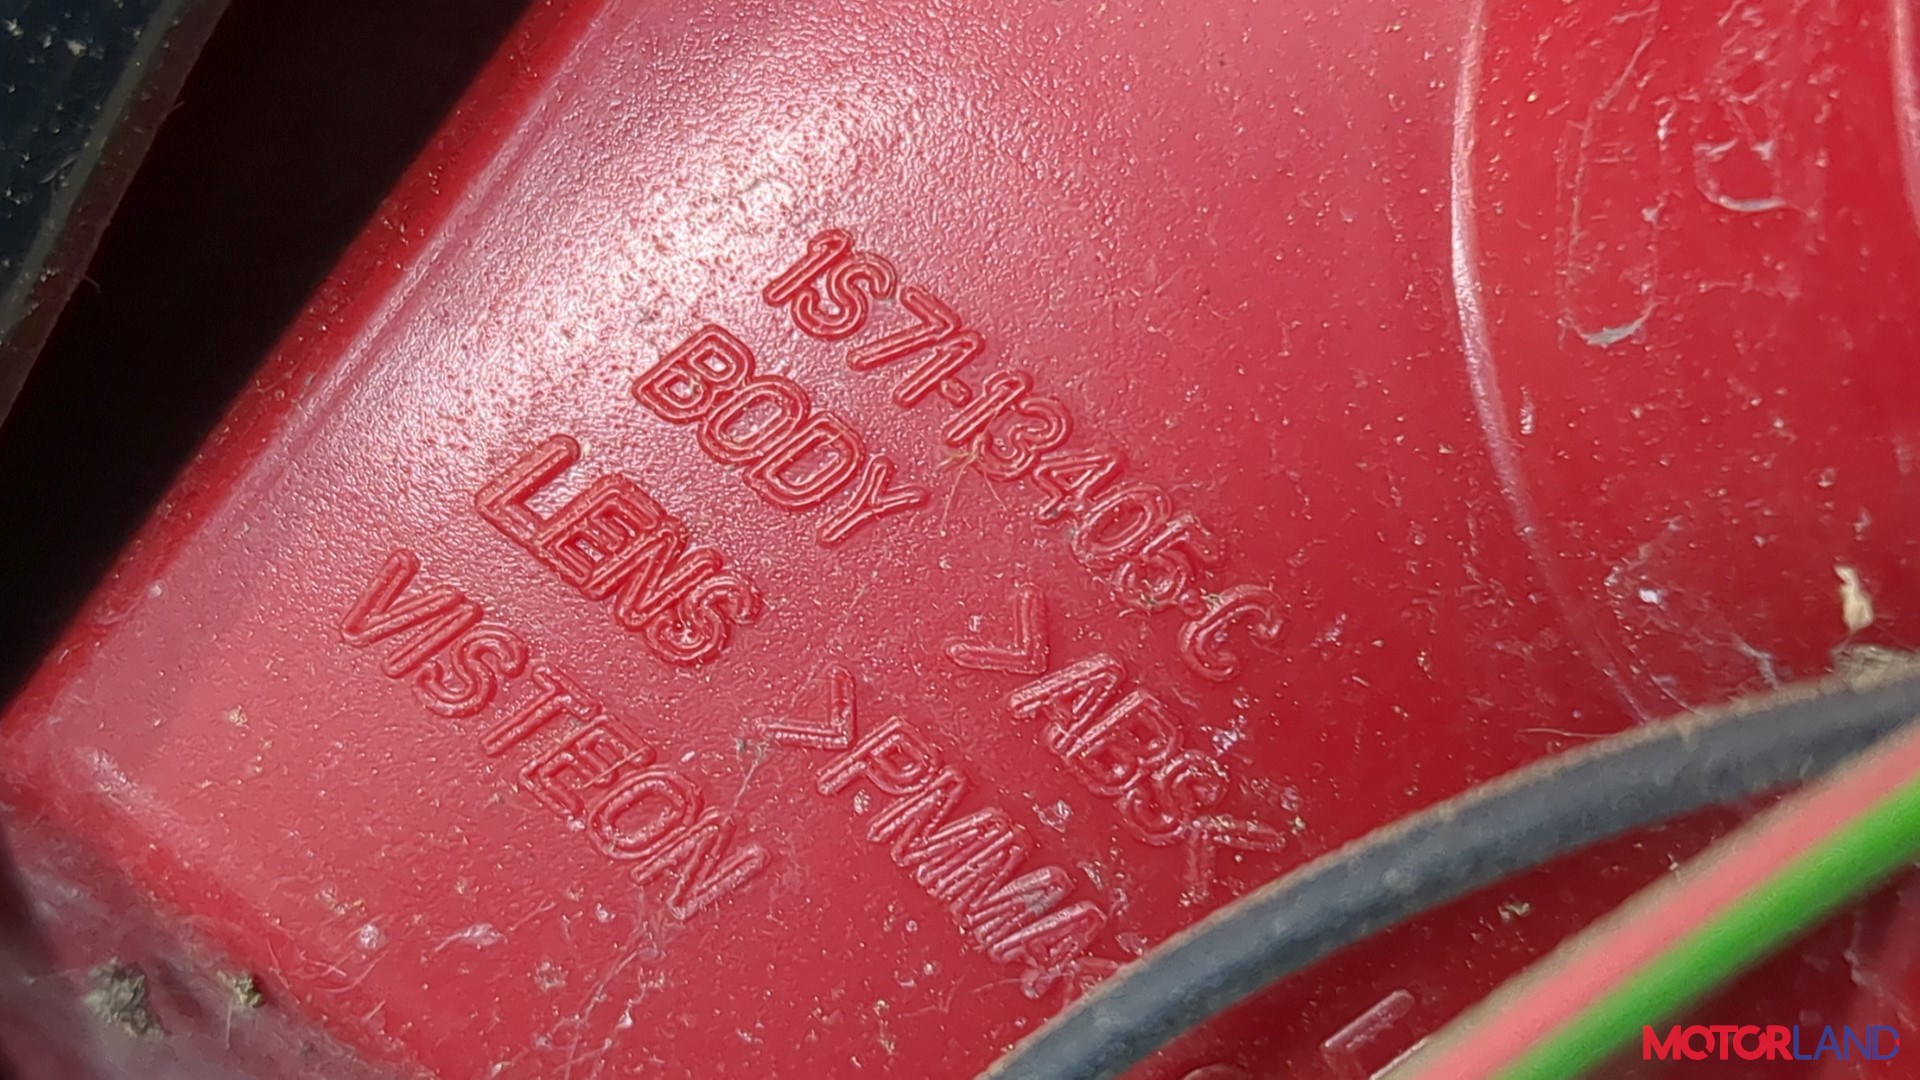 1S71-13405-C
BODY >ABS<
LENS >PMMA<
VISTEON
MOTORLAND